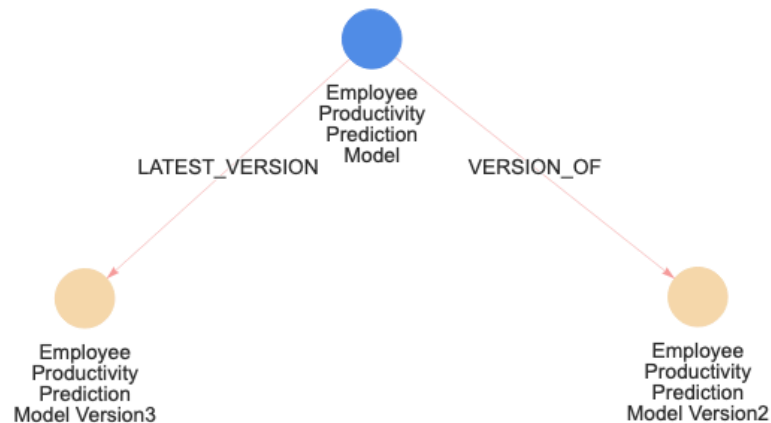 Employee
Productivity
Prediction
Model
LATEST_VERSION
VERSION_OF
Employee
Productivity
Prediction
Model Version3
Employee
Productivity
Prediction
Model Version2